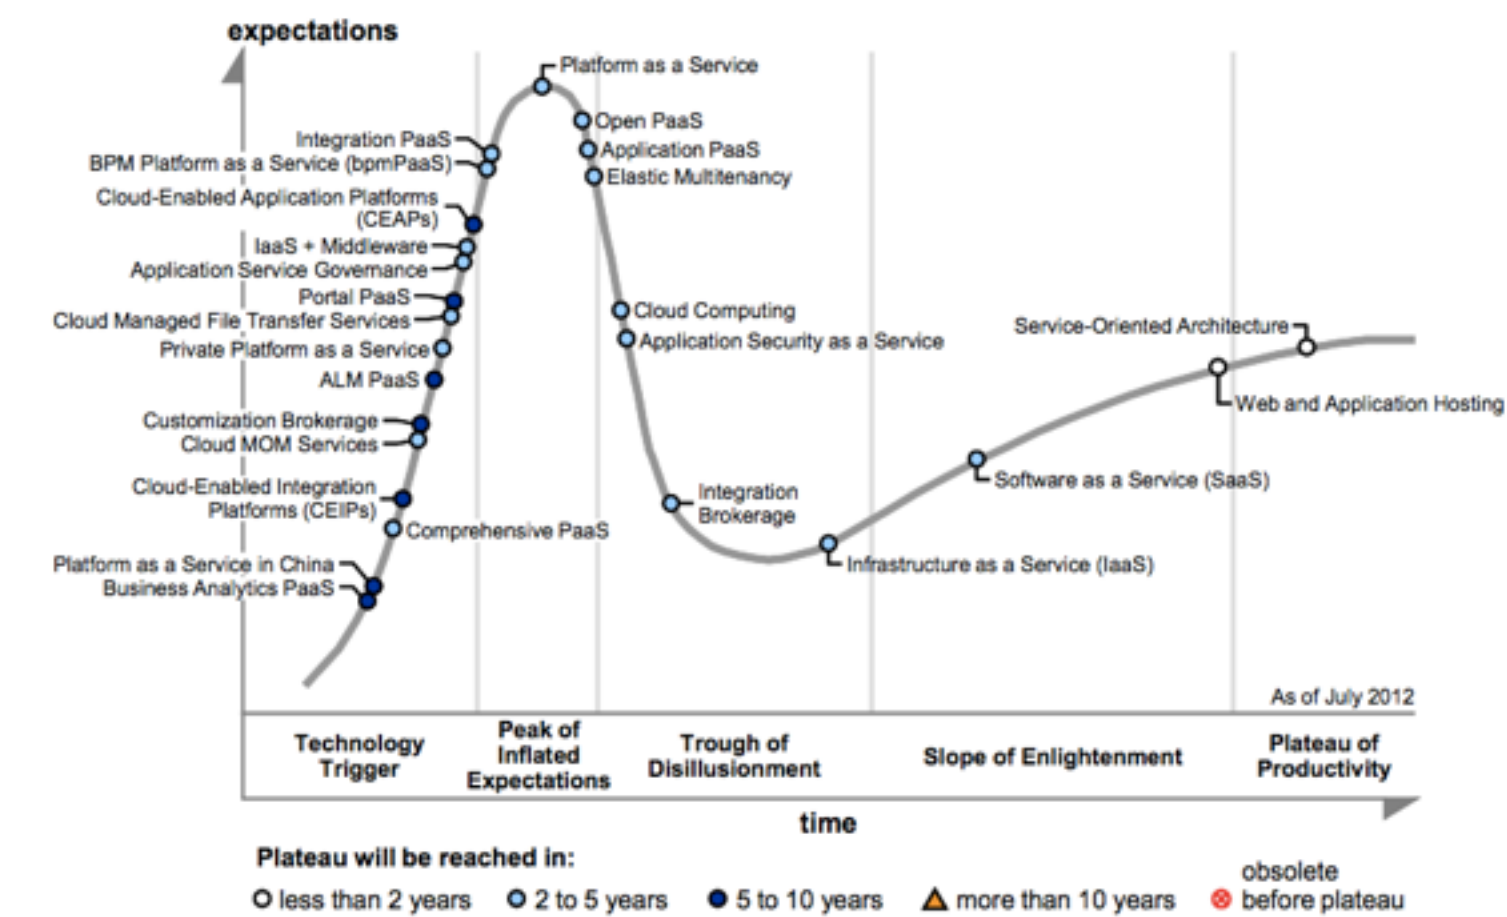 expectations
Platform as a Service
Open PaaS
Integration PaaS
Application PaaS
BPM Platform as a Service (bpmPaaS)
Elastic Multitenancy
Cloud-Enabled Application Platforms
(CEAPs)
IaaS + Middleware
Application Service Governance
Portal PaaS
Cloud Computing
Cloud Managed File Transfer Services
Service-Oriented Architecture
Application Security as a Service
Private Platform as a Service
ALM PaaS
Web and Application Hosting
Customization Brokerage
Cloud MOM Services
Software as a Service (SaaS)
Cloud-Enabled Integration
Platforms (CEIPs)
Integration
Brokerage
Comprehensive PaaS
Platform as a Service in China
Infrastructure as a Service (IaaS)
Business Analytics PaaS
As of July 2012
Technology
Trigger
Peak of
Inflated
Expectations
Trough of
Disillusionment
Slope of Enlightenment
Plateau of
Productivity
time
Plateau will be reached in:
less than 2 years
2 to 5 years
5 to 10 years
more than 10 years
obsolete
before plateau